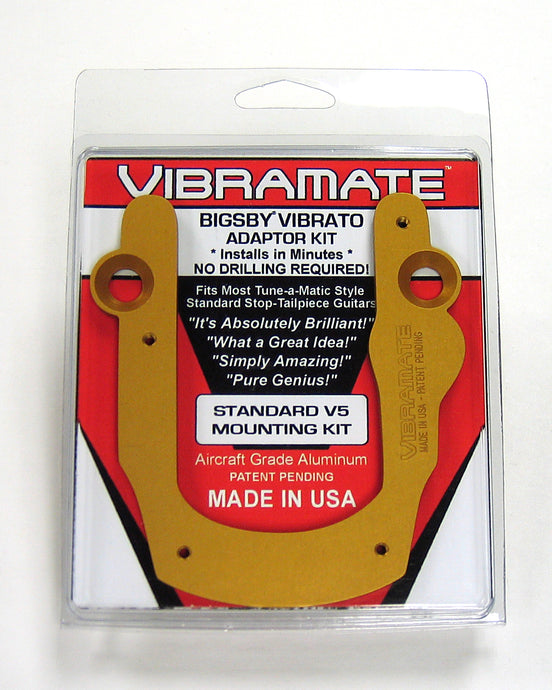 VIBRAMATE™
BIGSBY® VIBRATO
ADAPTOR KIT
* Installs in Minutes *
NO DRILLING REQUIRED!
Fits Most Tune-a-Matic Style
Standard Stop-Tailpiece Guitars
"It's Absolutely Brilliant!"
"What a Great Idea!"
"Simply Amazing!"
"Pure Genius!"
STANDARD V5
MOUNTING KIT
Aircraft Grade Aluminum
PATENT PENDING
MADE IN USA
VIBRAMATE
MADE IN USA - PATENT PENDING